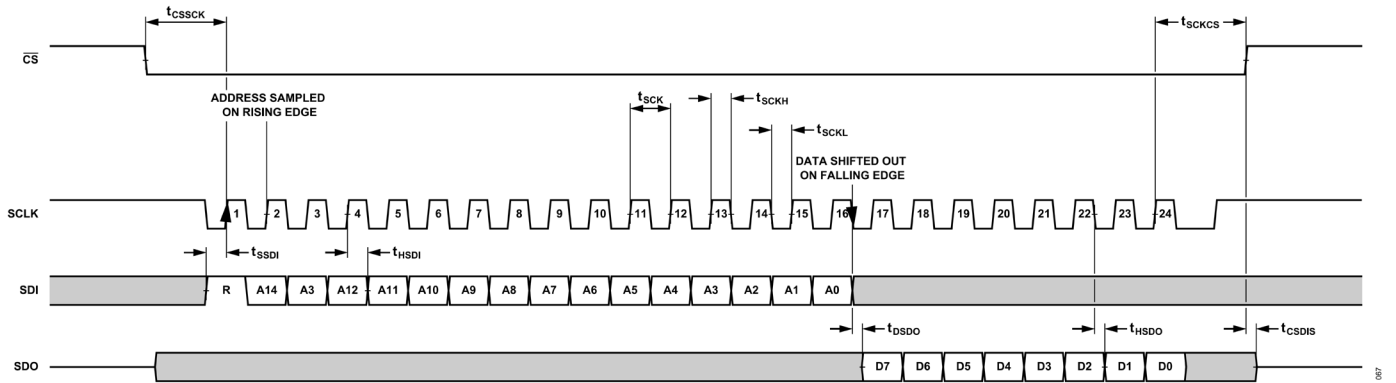 tCSSCK
tSCKCS
CS
ADDRESS SAMPLED
ON RISING EDGE
tSCK
tSCKH
tSCKL
DATA SHIFTED OUT
ON FALLING EDGE
SCLK
1 2 3 4 5 6 7 8 9 10 11 12 13 14 15 16 17 18 19 20 21 22 23 24
tSSDI
tHSDI
SDI
R A14 A3 A12 A11 A10 A9 A8 A7 A6 A5 A4 A3 A2 A1 A0
tDSDO
tHSDO
tCSDIS
SDO
D7 D6 D5 D4 D3 D2 D1 D0
067